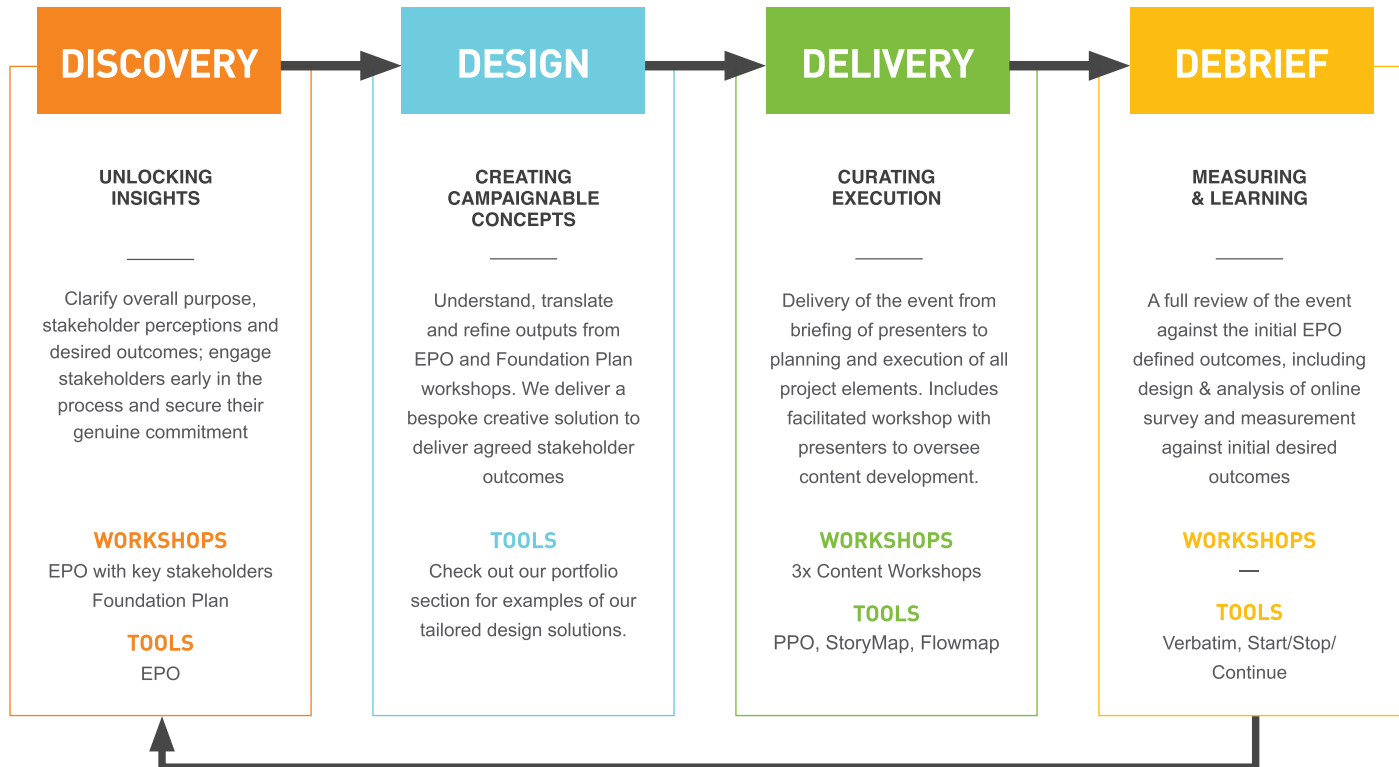 DISCOVERY
UNLOCKING
INSIGHTS
Clarify overall purpose,
stakeholder perceptions and
desired outcomes; engage
stakeholders early in the
process and secure their
genuine commitment
WORKSHOPS
EPO with key stakeholders
Foundation Plan
TOOLS
EPO
DESIGN
CREATING
CAMPAIGNABLE
CONCEPTS
Understand, translate
and refine outputs from
EPO and Foundation Plan
workshops. We deliver a
bespoke creative solution to
deliver agreed stakeholder
outcomes
TOOLS
Check out our portfolio
section for examples of our
tailored design solutions.
DELIVERY
CURATING
EXECUTION
Delivery of the event from
briefing of presenters to
planning and execution of all
project elements. Includes
facilitated workshop with
presenters to oversee
content development.
WORKSHOPS
3x Content Workshops
TOOLS
PPO, StoryMap, Flowmap
DEBRIEF
MEASURING
& LEARNING
A full review of the event
against the initial EPO
defined outcomes, including
design & analysis of online
survey and measurement
against initial desired
outcomes
WORKSHOPS
—
TOOLS
Verbatim, Start/Stop/
Continue